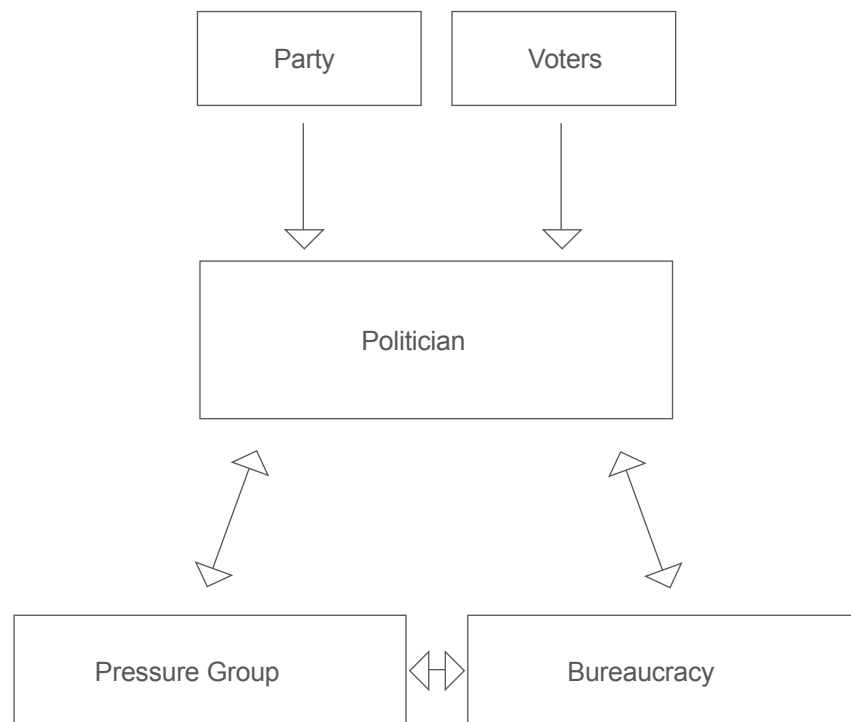 Party
Voters
Politician
Pressure Group
Bureaucracy